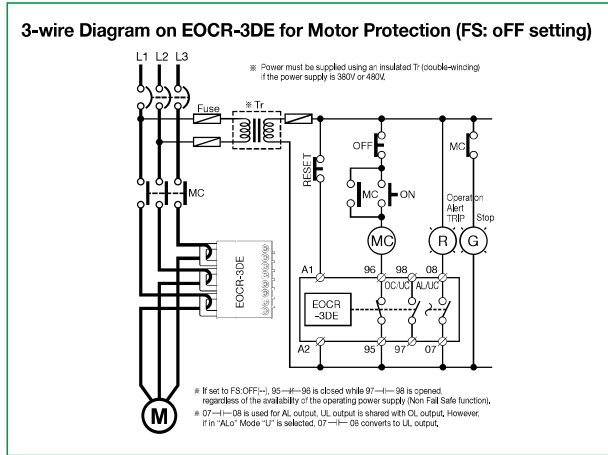 3-wire Diagram on EOCR-3DE for Motor Protection (FS: oFF setting)
L1 L2 L3
※ Power must be supplied using an insulated Tr (double-winding)
if the power supply is 380V or 480V.
Fuse
※ Tr
RESET
OFF
MC
MC
ON
MC
Operation
Alert
TRIP
Stop
MC
R
G
EOCR-3DE
A1
96
98
08
OC/UC
AL/UC
EOCR
-3DE
A2
95
97
07
M
※ If set to FS:OFF(--), 95 96 is closed while 97 98 is opened,
regardless of the availability of the operating power supply (Non Fail Safe function).
※ 07 08 is used for AL output, UL output is shared with OL output. However,
if in "ALo" Mode "U" is selected, 07 08 converts to UL output.